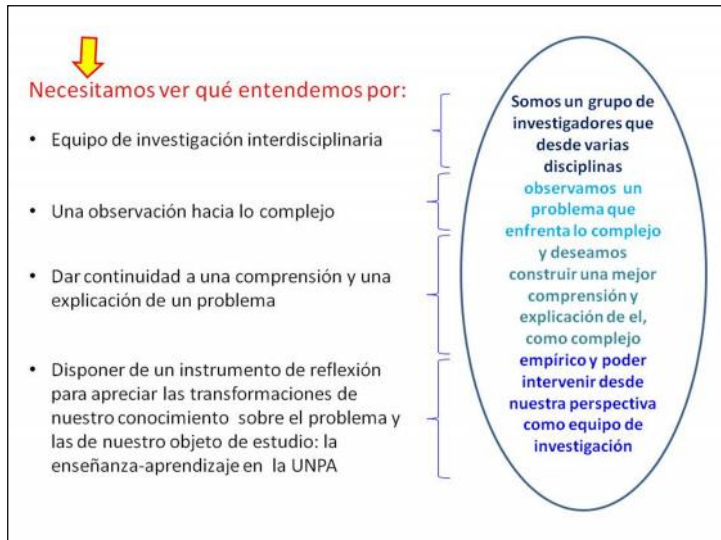 Necesitamos ver qué entendemos por:
• Equipo de investigación interdisciplinaria
• Una observación hacia lo complejo
• Dar continuidad a una comprensión y una
explicación de un problema
• Disponer de un instrumento de reflexión
para apreciar las transformaciones de
nuestro conocimiento sobre el problema y
las de nuestro objeto de estudio: la
enseñanza-aprendizaje en la UNPA
Somos un grupo de
investigadores que
desde varias
disciplinas
observamos un
problema que
enfrenta lo complejo
y deseamos
construir una mejor
comprensión y
explicación de el,
como complejo
empírico y poder
intervenir desde
nuestra perspectiva
como equipo de
investigación